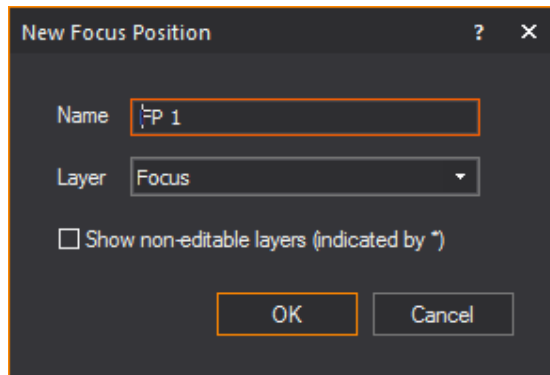 New Focus Position ? ×
Name FP 1
Layer Focus
Show non-editable layers (indicated by *)
OK Cancel